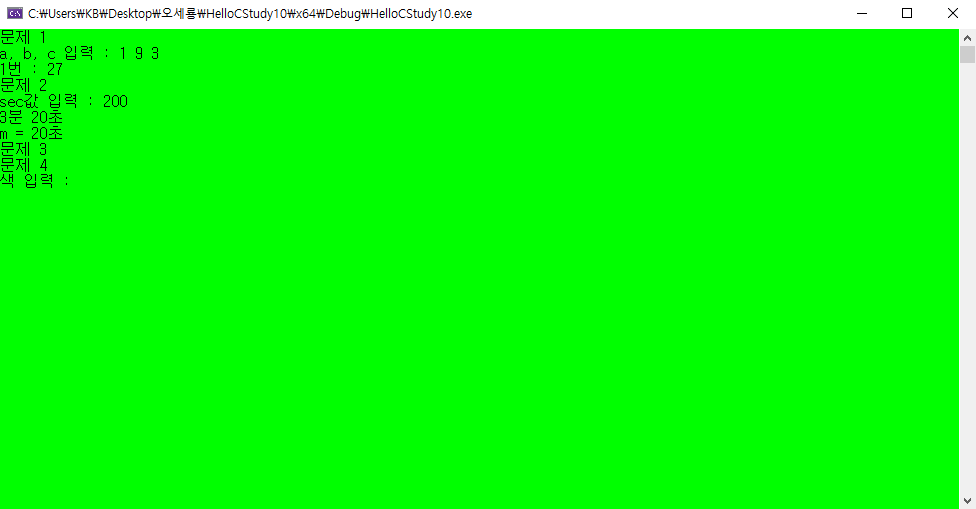 C:\Users\KB\Desktop\오세룡\HelloCStudy10\x64\Debug\HelloCStudy10.exe
문제 1
a, b, c 입력 : 1 9 3
1번 : 27
문제 2
sec값 입력 : 200
3분 20초
m = 20초
문제 3
문제 4
색 입력 :